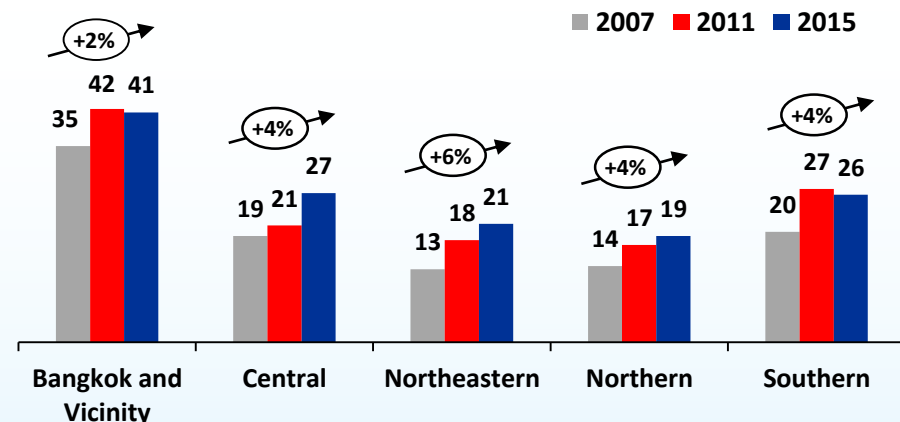 2007 2011 2015
+2%
35 42 41
+4%
19 21 27
+6%
13 18 21
+4%
14 17 19
+4%
20 27 26
Bangkok and
Vicinity
Central
Northeastern
Northern
Southern